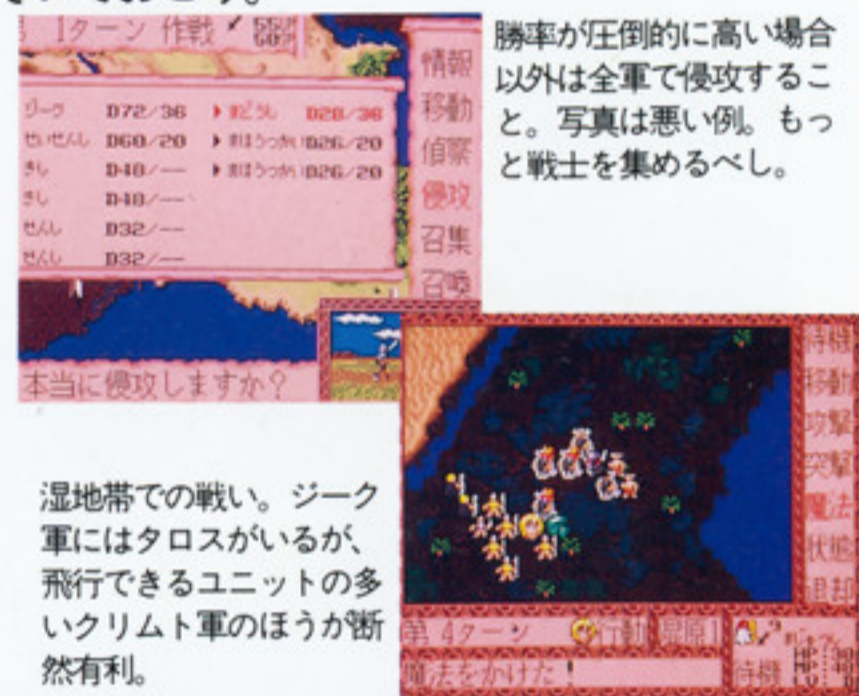 第 1ターン 作戦
ジーク D72/36
せいせんし D60/20
きし D48/--
きし D48/--
せんし D32/--
せんし D32/--
まどうし D28/36
まほうつかい D26/20
まほうつかい D26/20
情報
移動
偵察
侵攻
召集
召喚
本当に侵攻しますか?
勝率が圧倒的に高い場合
以外は全軍で侵攻するこ
と。写真は悪い例。もっ
と戦士を集めるべし。
湿地帯での戦い。ジーク
軍にはタロスがいるが、
飛行できるユニットの多
いクリムト軍のほうが断
然有利。
待機
移動
攻撃
突撃
魔法
状態
退却
第 4ターン
行動
湿原1
魔法をかけた!
待機